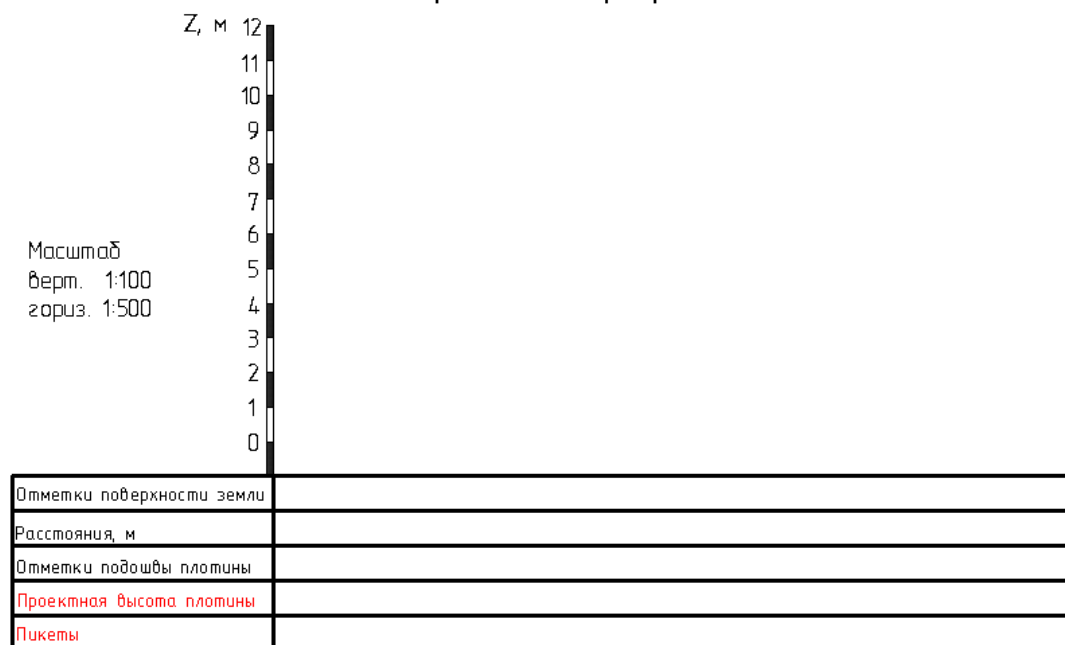 Z, м 12
11
10
9
8
7
6
5
4
3
2
1
0
Масштаб
верт. 1:100
гориз. 1:500
Отметки поверхности земли
Расстояния, м
Отметки подошвы плотины
Проектная высота плотины
Пикеты